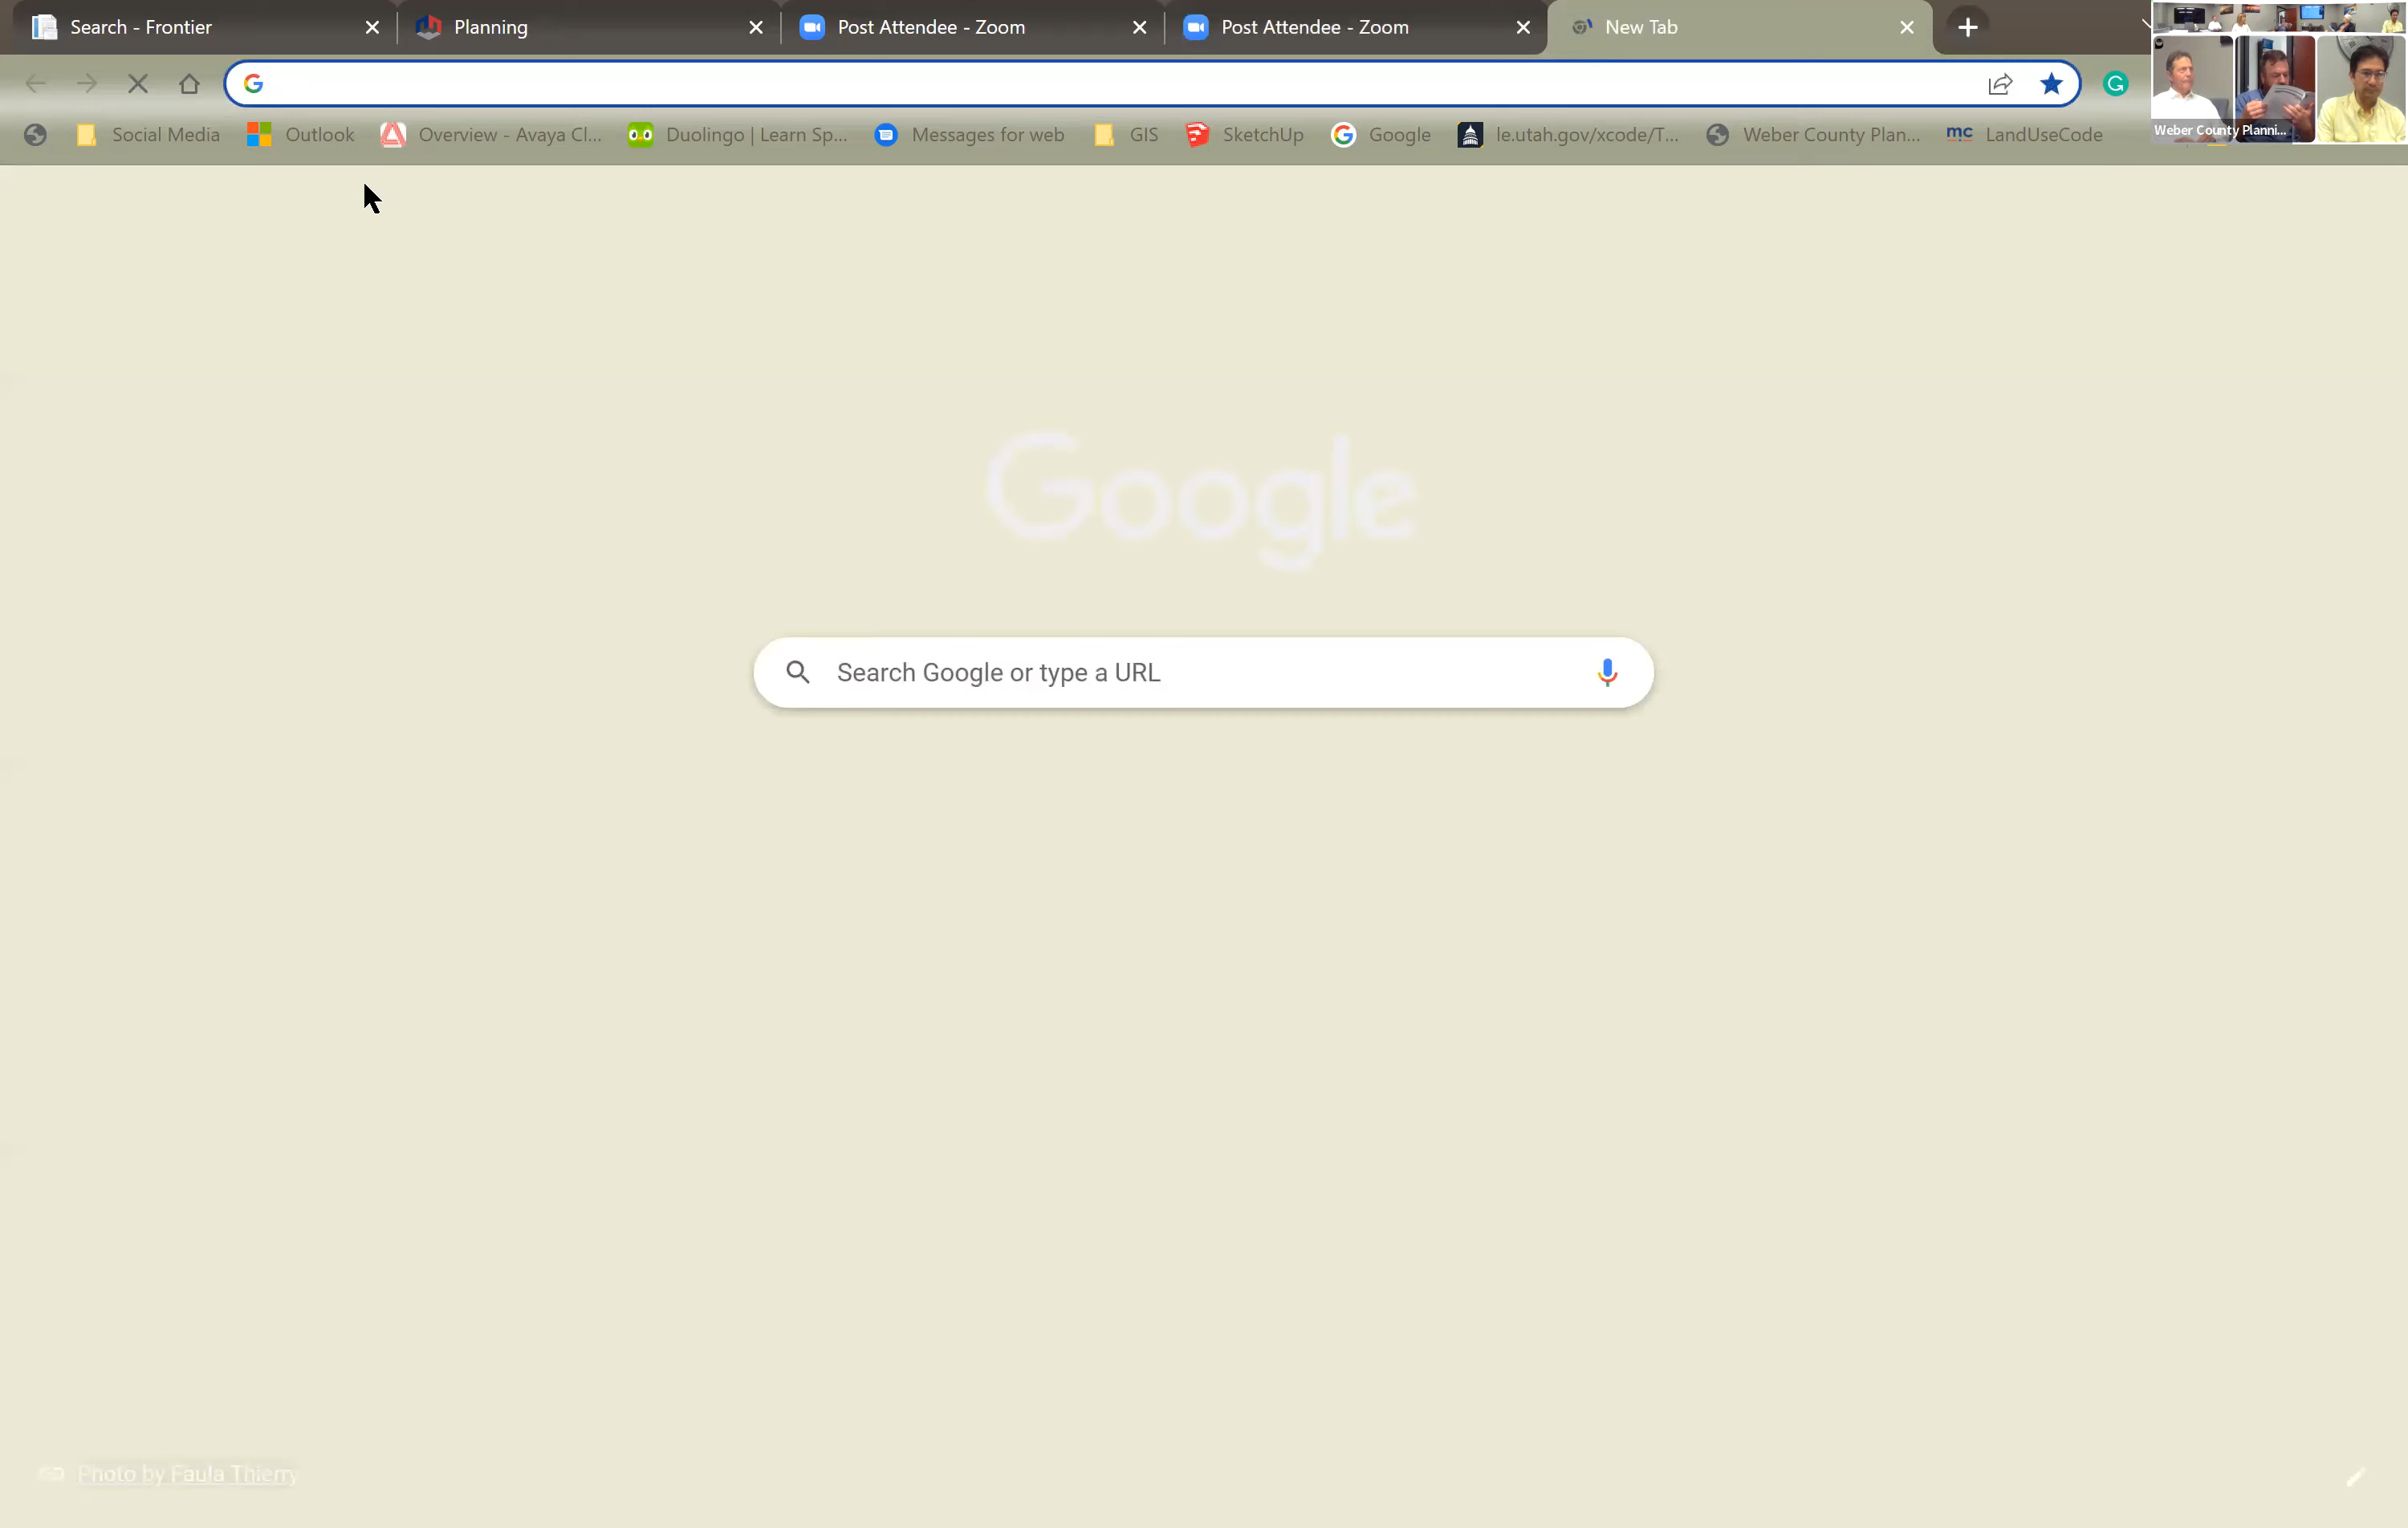 Search - Frontier
Planning
Post Attendee - Zoom
Post Attendee - Zoom
New Tab
Social Media
Outlook
Overview - Avaya Cl...
Duolingo | Learn Sp...
Messages for web
GIS
SketchUp
Google
le.utah.gov/xcode/T...
Weber County Plan...
mc LandUseCode
Weber County Planni...
Google
Search Google or type a URL
Photo by Faula Thierry